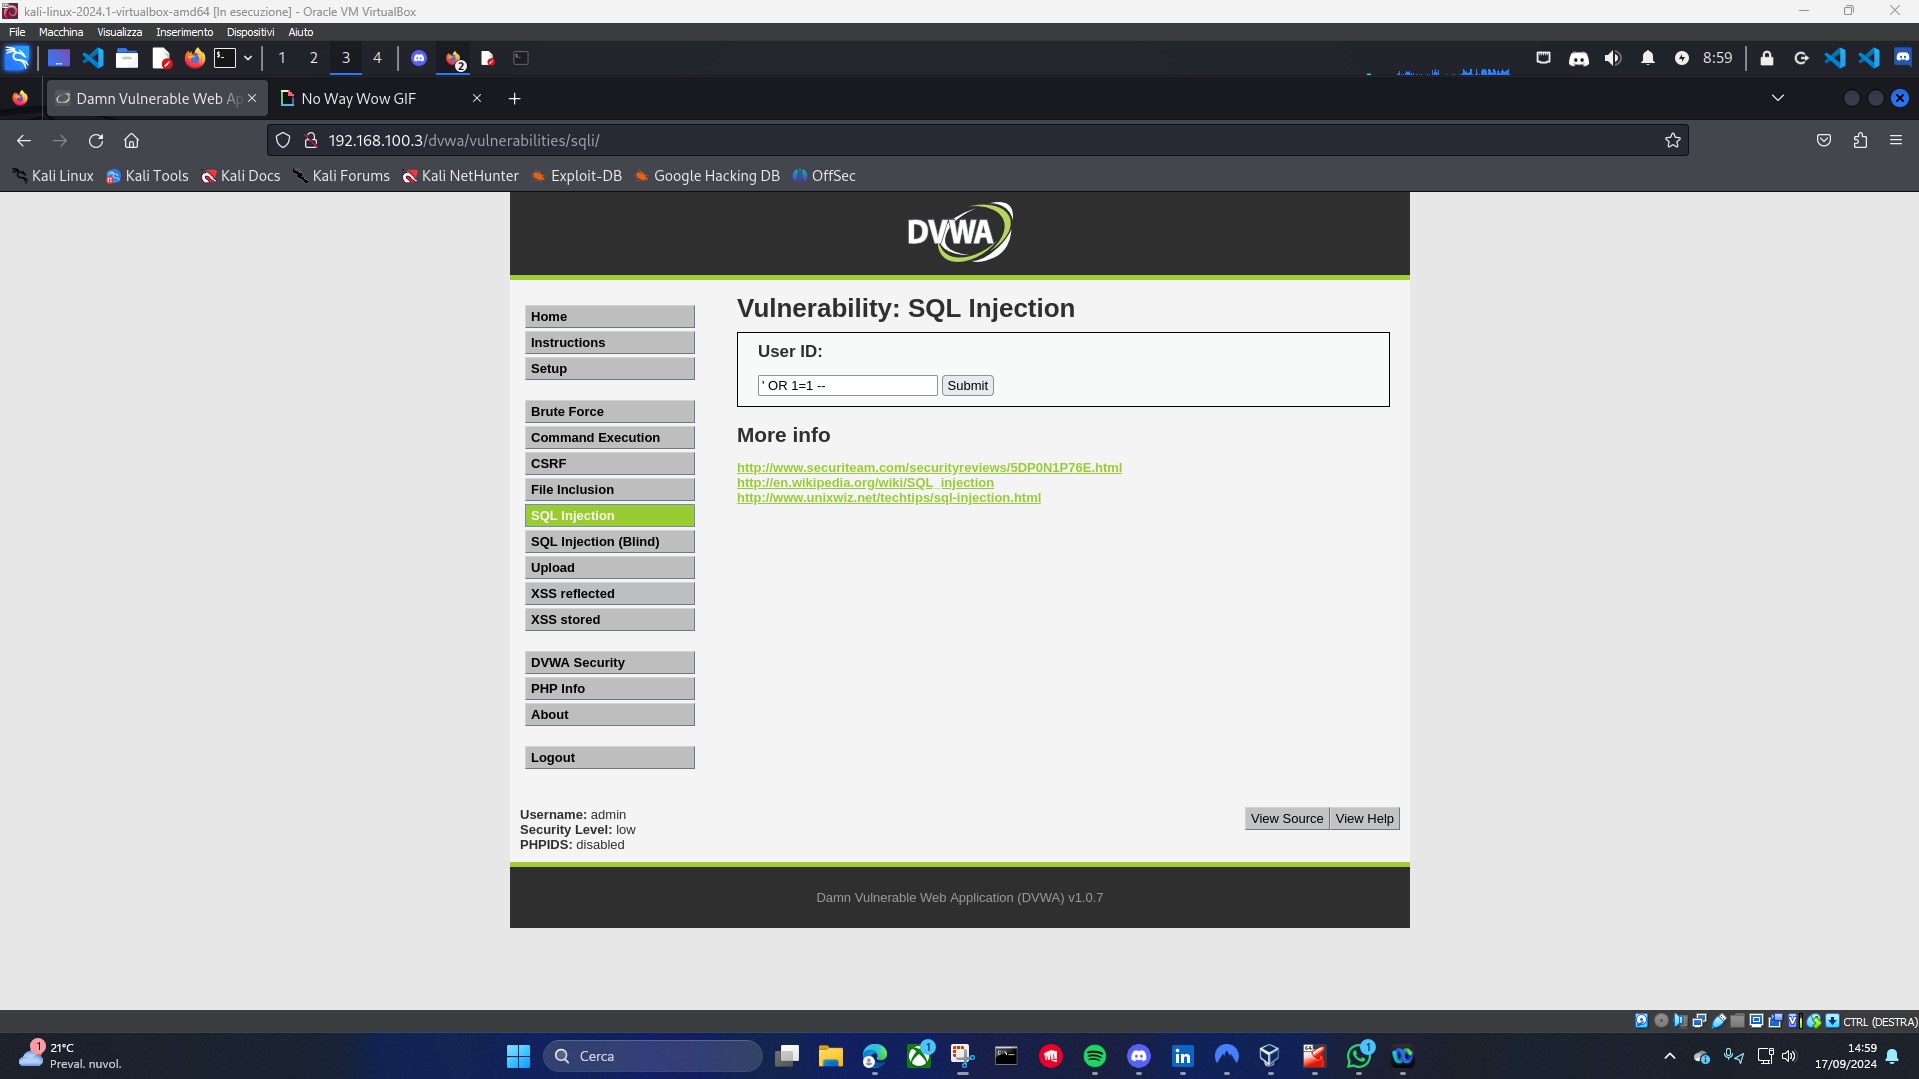 kali-linux-2024.1-virtualbox-amd64 [In esecuzione] - Oracle VM VirtualBox
File Macchina Visualizza Inserimento Dispositivi Aiuto
1 2 3 4 2 8:59
Damn Vulnerable Web Ap No Way Wow GIF
192.168.100.3/dvwa/vulnerabilities/sqli/
Kali Linux Kali Tools Kali Docs Kali Forums Kali NetHunter Exploit-DB Google Hacking DB OffSec
DVWA
Home
Instructions
Setup
Brute Force
Command Execution
CSRF
File Inclusion
SQL Injection
SQL Injection (Blind)
Upload
XSS reflected
XSS stored
DVWA Security
PHP Info
About
Logout
Vulnerability: SQL Injection
User ID:
' OR 1=1 -- Submit
More info
http://www.securiteam.com/securityreviews/5DP0N1P76E.html
http://en.wikipedia.org/wiki/SQL_injection
http://www.unixwiz.net/techtips/sql-injection.html
Username: admin
Security Level: low
PHPIDS: disabled
View Source View Help
Damn Vulnerable Web Application (DVWA) v1.0.7
CTRL (DESTRA)
1 21°C
Preval. nuvol.
Cerca
1 64 1
14:59
17/09/2024